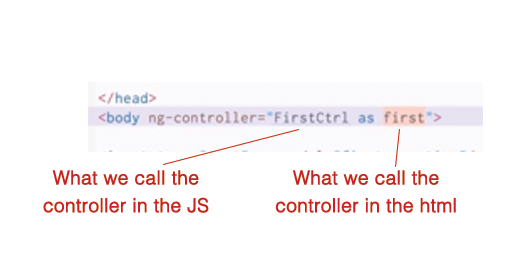 </head>
<body ng-controller="FirstCtrl as first">
What we call the
controller in the JS
What we call the
controller in the html